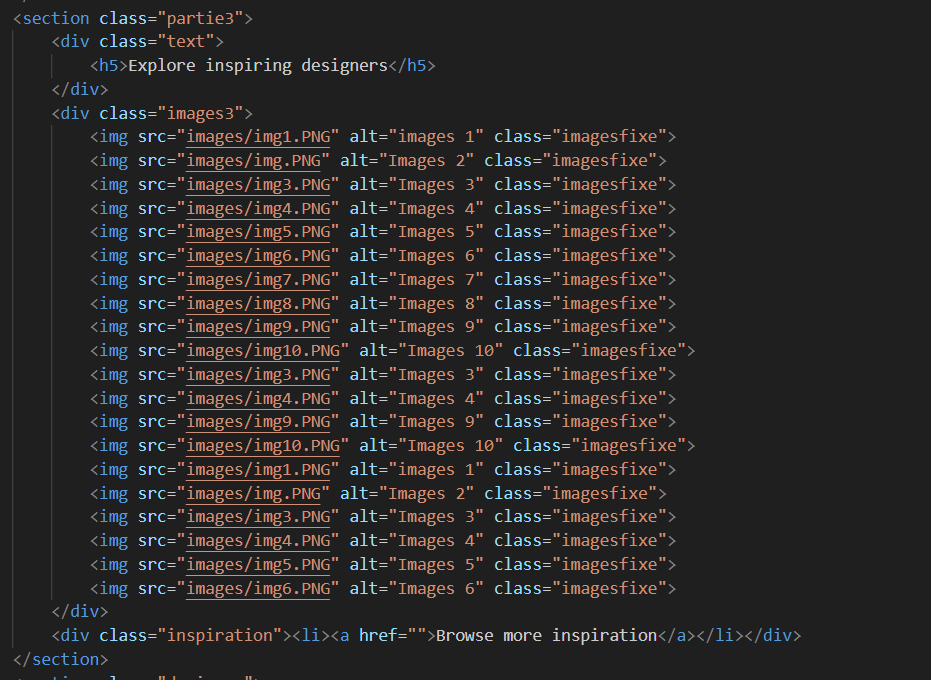 <section class="partie3">
    <div class="text">
        <h5>Explore inspiring designers</h5>
    </div>
    <div class="images3">
        <img src="images/img1.PNG" alt="images 1" class="imagesfixe">
        <img src="images/img.PNG" alt="Images 2" class="imagesfixe">
        <img src="images/img3.PNG" alt="Images 3" class="imagesfixe">
        <img src="images/img4.PNG" alt="Images 4" class="imagesfixe">
        <img src="images/img5.PNG" alt="Images 5" class="imagesfixe">
        <img src="images/img6.PNG" alt="Images 6" class="imagesfixe">
        <img src="images/img7.PNG" alt="Images 7" class="imagesfixe">
        <img src="images/img8.PNG" alt="Images 8" class="imagesfixe">
        <img src="images/img9.PNG" alt="Images 9" class="imagesfixe">
        <img src="images/img10.PNG" alt="Images 10" class="imagesfixe">
        <img src="images/img3.PNG" alt="Images 3" class="imagesfixe">
        <img src="images/img4.PNG" alt="Images 4" class="imagesfixe">
        <img src="images/img9.PNG" alt="Images 9" class="imagesfixe">
        <img src="images/img10.PNG" alt="Images 10" class="imagesfixe">
        <img src="images/img1.PNG" alt="images 1" class="imagesfixe">
        <img src="images/img.PNG" alt="Images 2" class="imagesfixe">
        <img src="images/img3.PNG" alt="Images 3" class="imagesfixe">
        <img src="images/img4.PNG" alt="Images 4" class="imagesfixe">
        <img src="images/img5.PNG" alt="Images 5" class="imagesfixe">
        <img src="images/img6.PNG" alt="Images 6" class="imagesfixe">
    </div>
    <div class="inspiration"><li><a href="">Browse more inspiration</a></li></div>
</section>